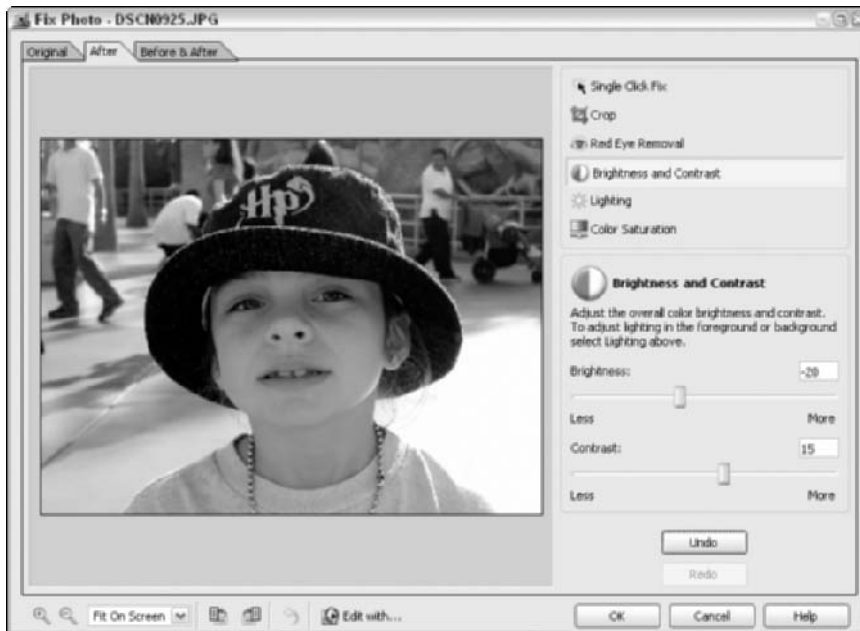 Fix Photo - DSCN0925.JPG
Original After Before & After
Single Click Fix
Crop
Red Eye Removal
Brightness and Contrast
Lighting
Color Saturation
Hp
Brightness and Contrast
Adjust the overall color brightness and contrast.
To adjust lighting in the foreground or background
select Lighting above.
Brightness: -20
Less More
Contrast: 15
Less More
Undo
Redo
Fit On Screen Edit with... OK Cancel Help